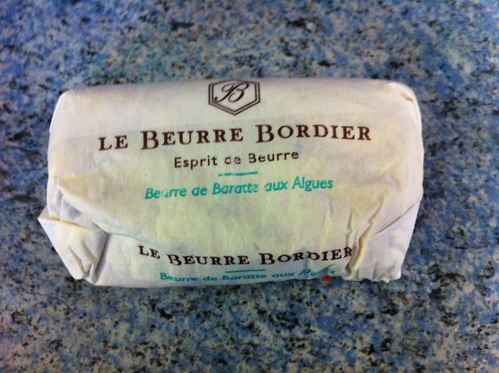 B
LE BEURRE BORDIER
Esprit de Beurre
Beurre de Baratte aux Algues
LE BEURRE BORDIER
Beurre de Baratte aux